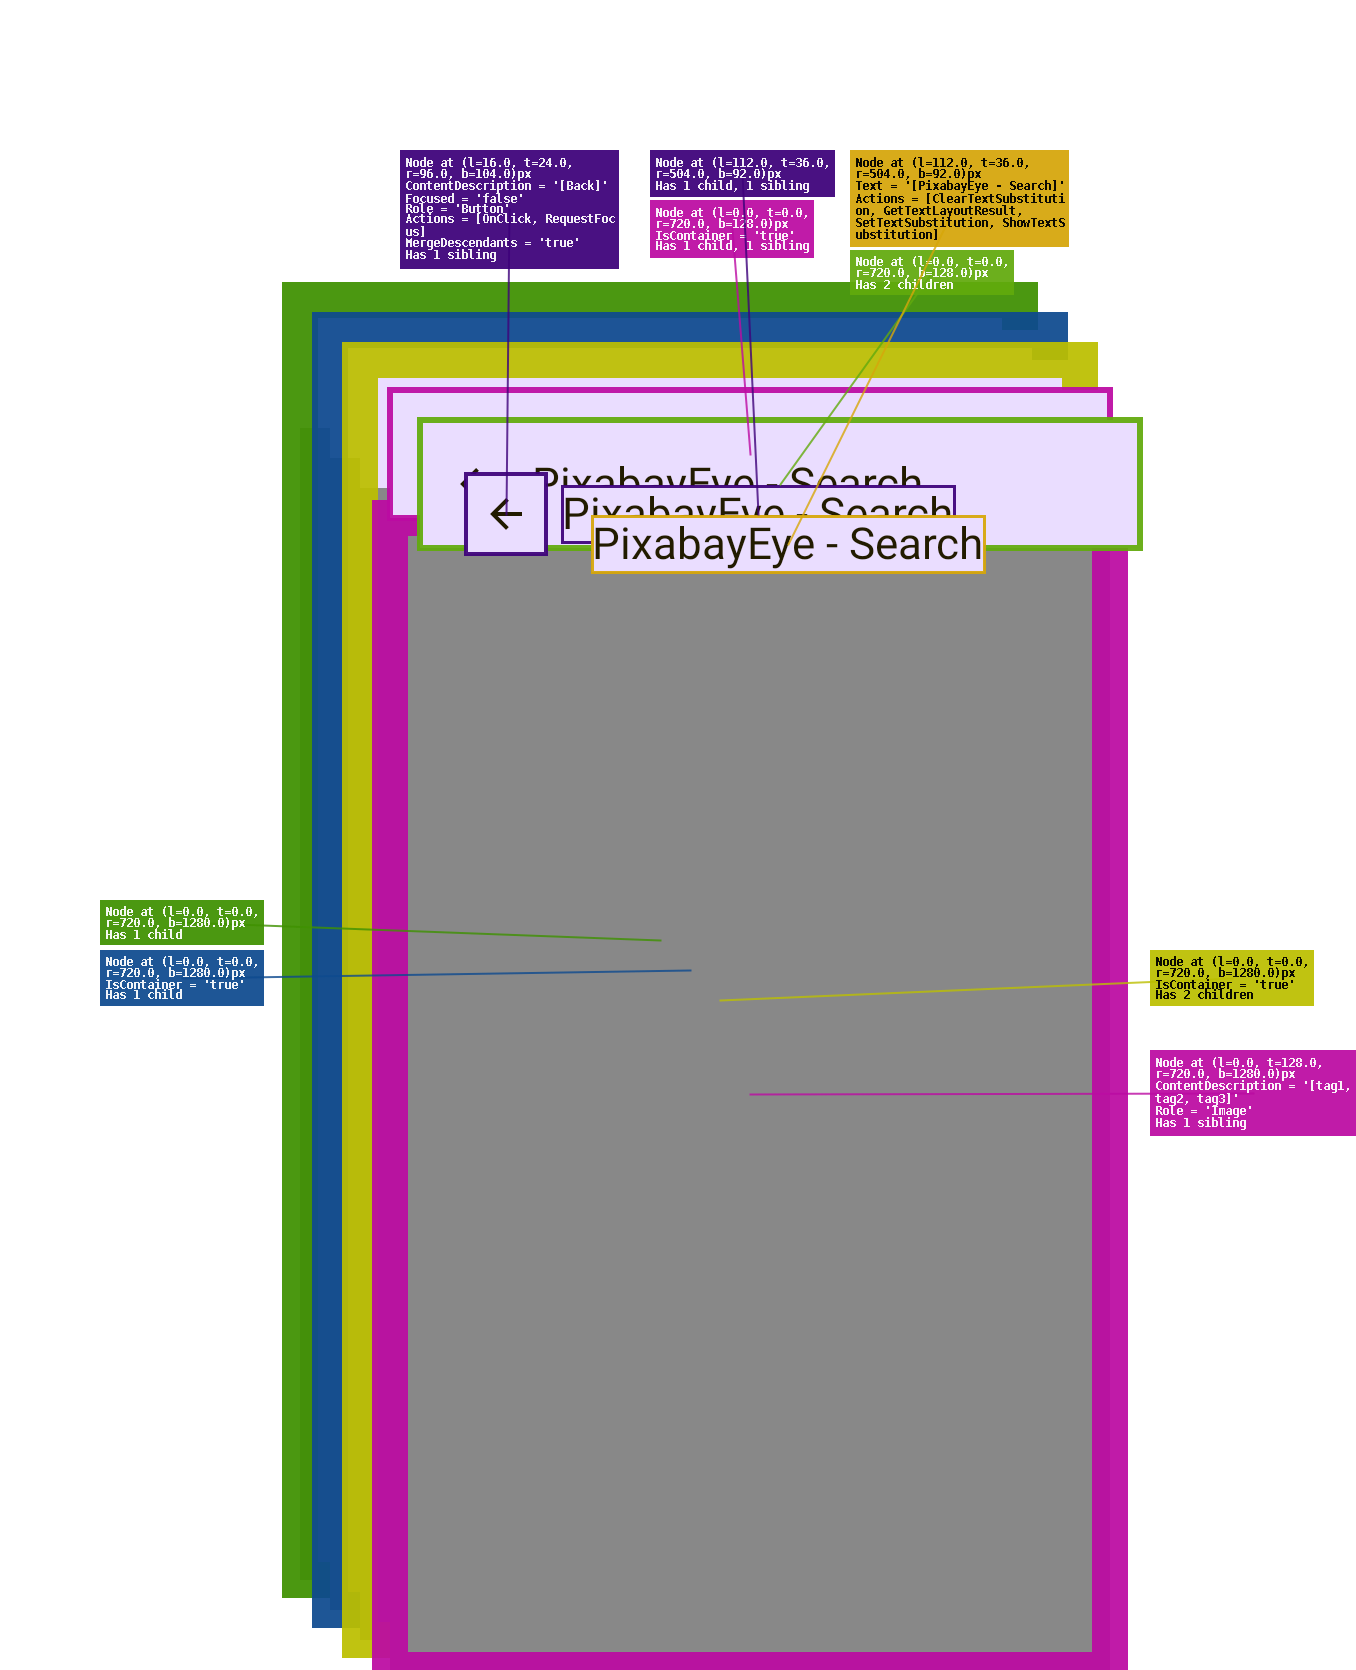 Node at (l=16.0, t=24.0,
r=96.0, b=104.0)px
ContentDescription = '[Back]'
Focused = 'false'
Role = 'Button'
Actions = [OnClick, RequestFoc
us]
MergeDescendants = 'true'
Has 1 sibling
Node at (l=112.0, t=36.0,
r=504.0, b=92.0)px
Has 1 child, 1 sibling
Node at (l=0.0, t=0.0,
r=720.0, b=128.0)px
IsContainer = 'true'
Has 1 child, 1 sibling
Node at (l=112.0, t=36.0,
r=504.0, b=92.0)px
Text = '[PixabayEye - Search]'
Actions = [ClearTextSubstituti
on, GetTextLayoutResult,
SetTextSubstitution, ShowTextS
ubstitution]
Node at (l=0.0, t=0.0,
r=720.0, b=128.0)px
Has 2 children
PixabayEye - Search
PixabayEye - Search
PixabayEye - Search
Node at (l=0.0, t=0.0,
r=720.0, b=1280.0)px
Has 1 child
Node at (l=0.0, t=0.0,
r=720.0, b=1280.0)px
IsContainer = 'true'
Has 1 child
Node at (l=0.0, t=0.0,
r=720.0, b=1280.0)px
IsContainer = 'true'
Has 2 children
Node at (l=0.0, t=128.0,
r=720.0, b=1280.0)px
ContentDescription = '[tag1,
tag2, tag3]'
Role = 'Image'
Has 1 sibling